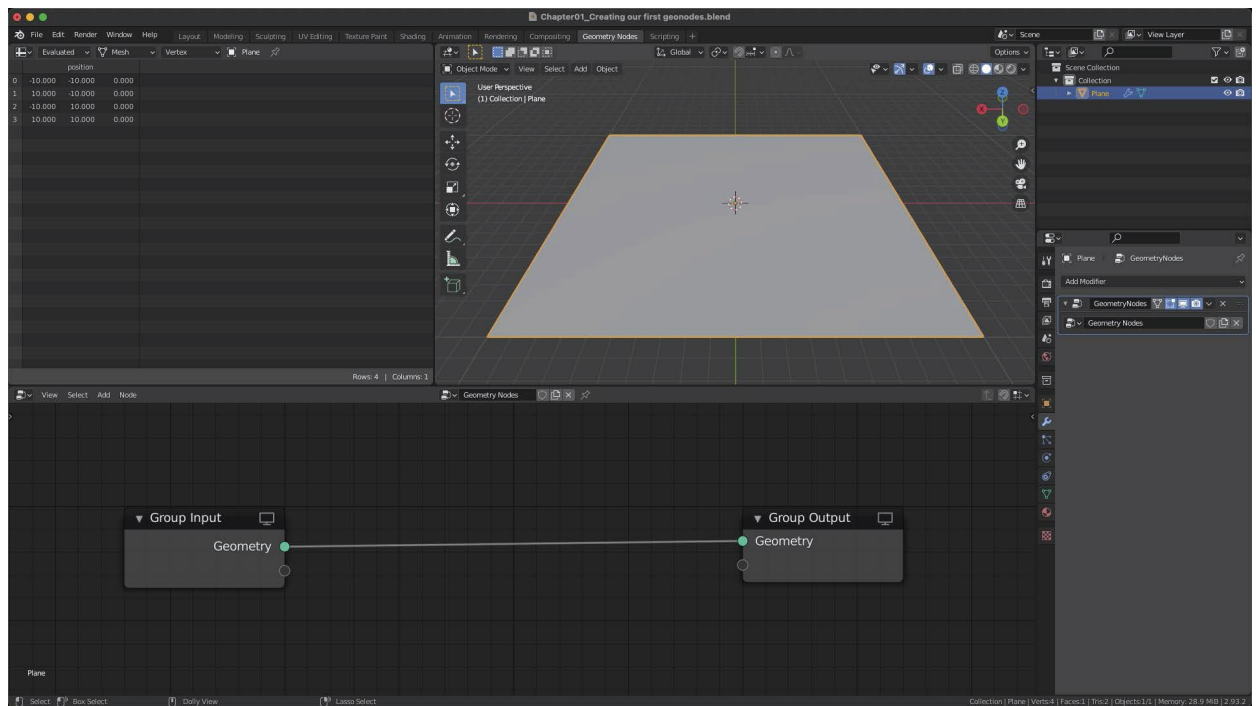 Chapter01_Creating our first geonodes.blend
File Edit Render Window Help Layout Modeling Sculpting UV Editing Texture Paint Shading Animation Rendering Compositing Geometry Nodes Scripting + Scene View Layer
Evaluated Mesh Vertex Plane Global Options
position
0 -10.000 -10.000 0.000
1 10.000 -10.000 0.000
2 -10.000 10.000 0.000
3 10.000 10.000 0.000
Rows: 4 | Columns: 1
Object Mode View Select Add Object
User Perspective
(1) Collection | Plane
Z
X
Y
Scene Collection
Collection
Plane
Plane GeometryNodes
Add Modifier
GeometryNodes
Geometry Nodes
View Select Add Node Geometry Nodes
Group Input
Geometry
Group Output
Geometry
Plane
Select Box Select Dolly View Lasso Select Collection | Plane | Verts:4 | Faces:1 | Tris:2 | Objects:1/1 | Memory: 28.9 MiB | 2.93.2